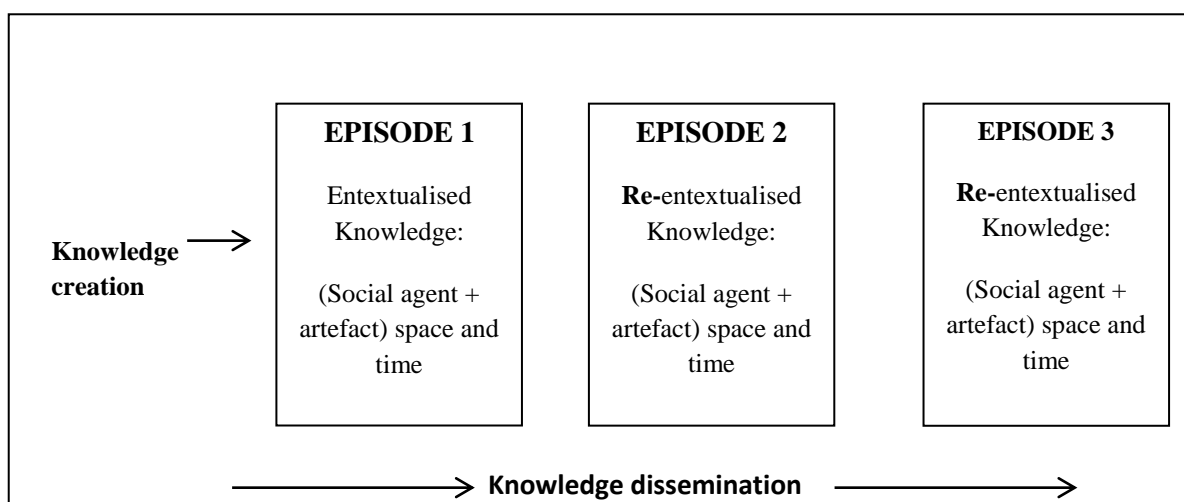 Knowledge
creation
EPISODE 1
Entextualised
Knowledge:
(Social agent +
artefact) space and
time
EPISODE 2
Re-entextualised
Knowledge:
(Social agent +
artefact) space and
time
EPISODE 3
Re-entextualised
Knowledge:
(Social agent +
artefact) space and
time
Knowledge dissemination